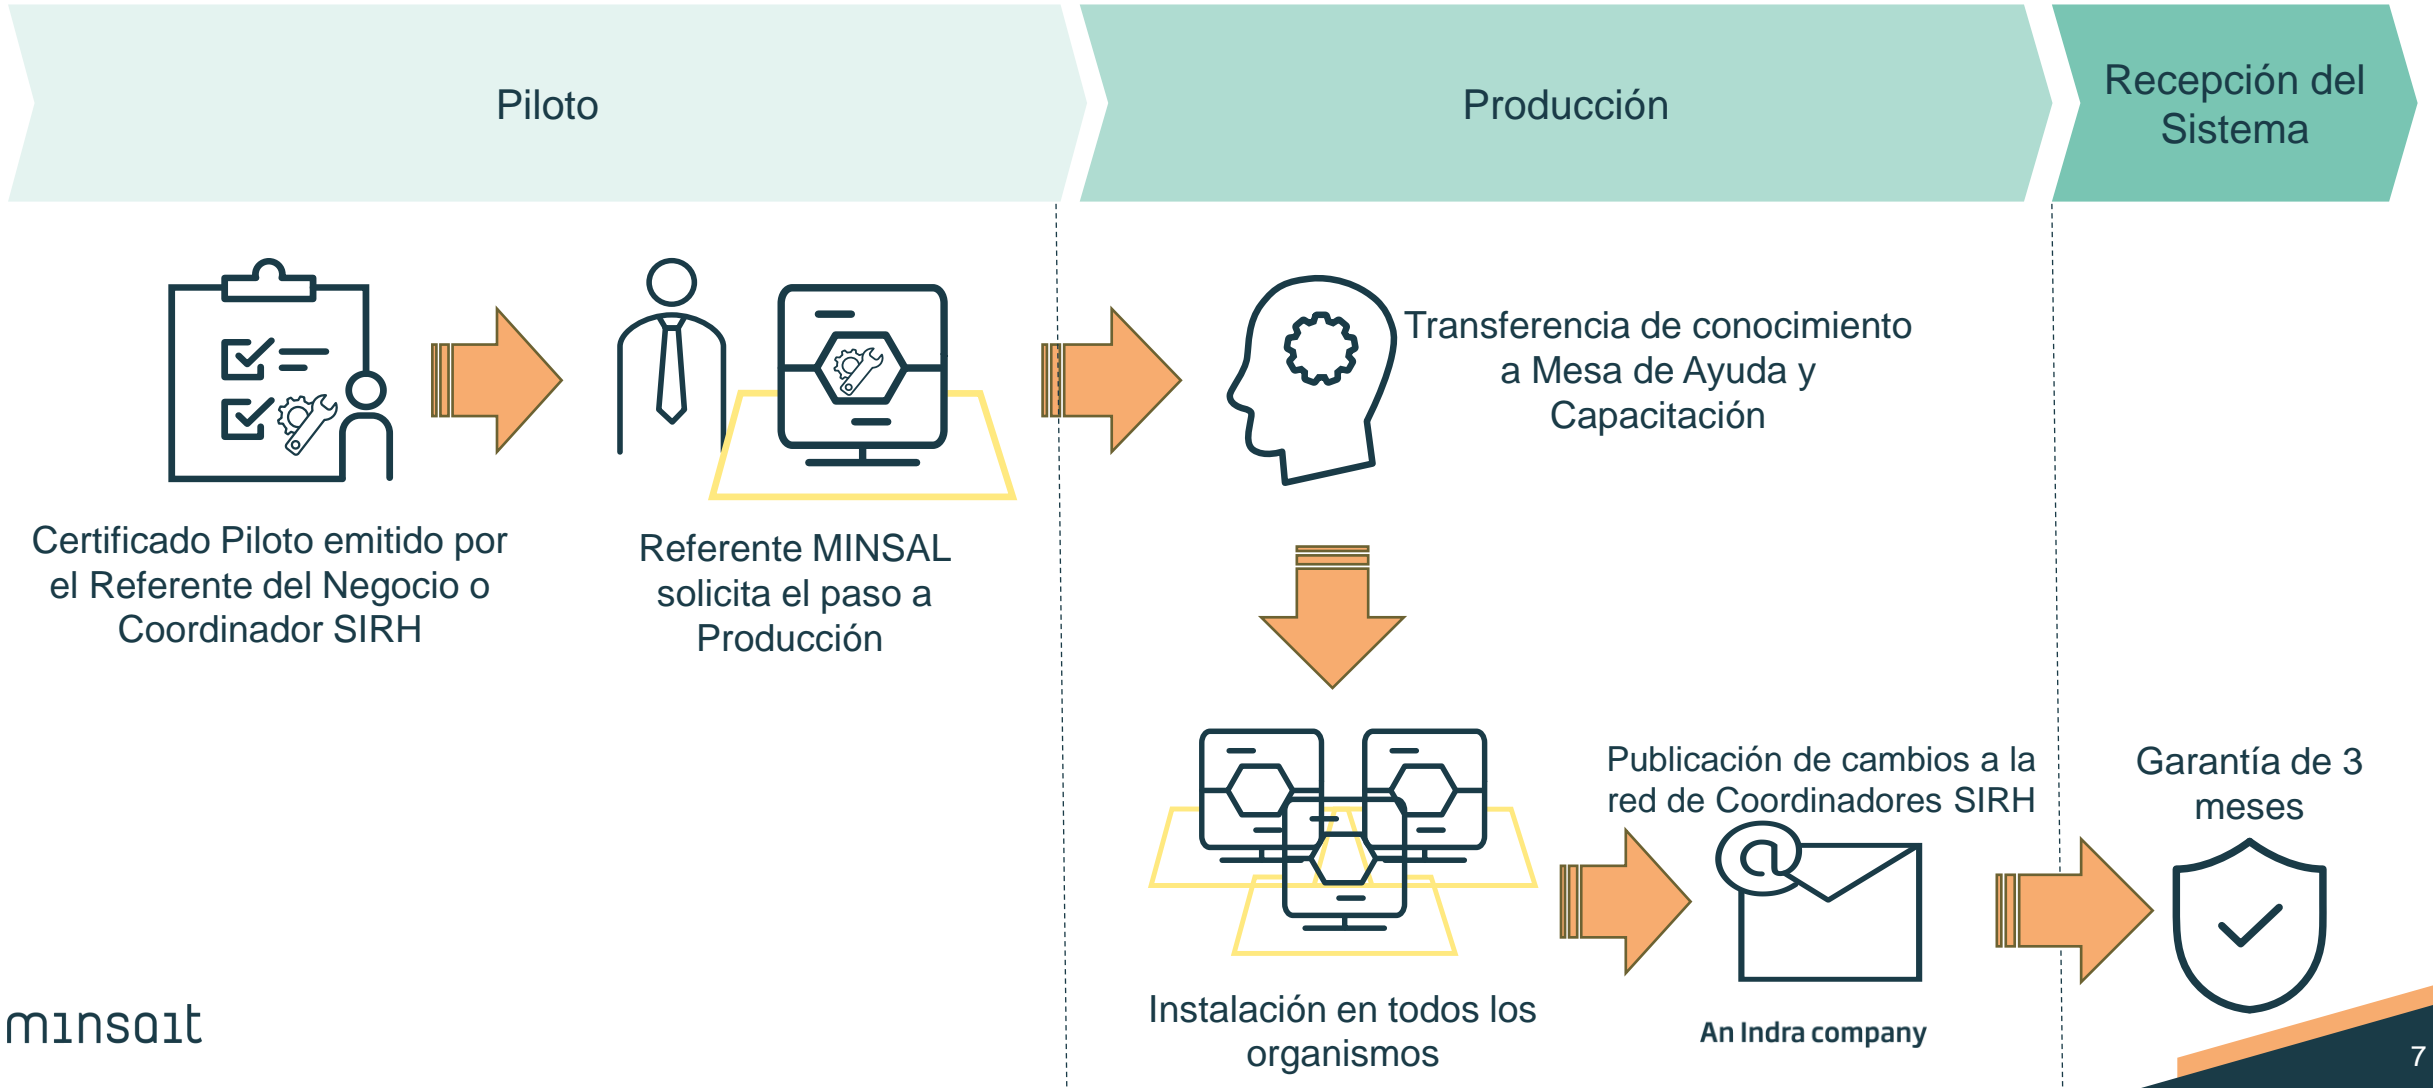 Piloto
Producción
Recepción del
Sistema
Certificado Piloto emitido por
el Referente del Negocio o
Coordinador SIRH
Referente MINSAL
solicita el paso a
Producción
Transferencia de conocimiento
a Mesa de Ayuda y
Capacitación
Instalación en todos los
organismos
Publicación de cambios a la
red de Coordinadores SIRH
Garantía de 3
meses
minsait
An Indra company
7